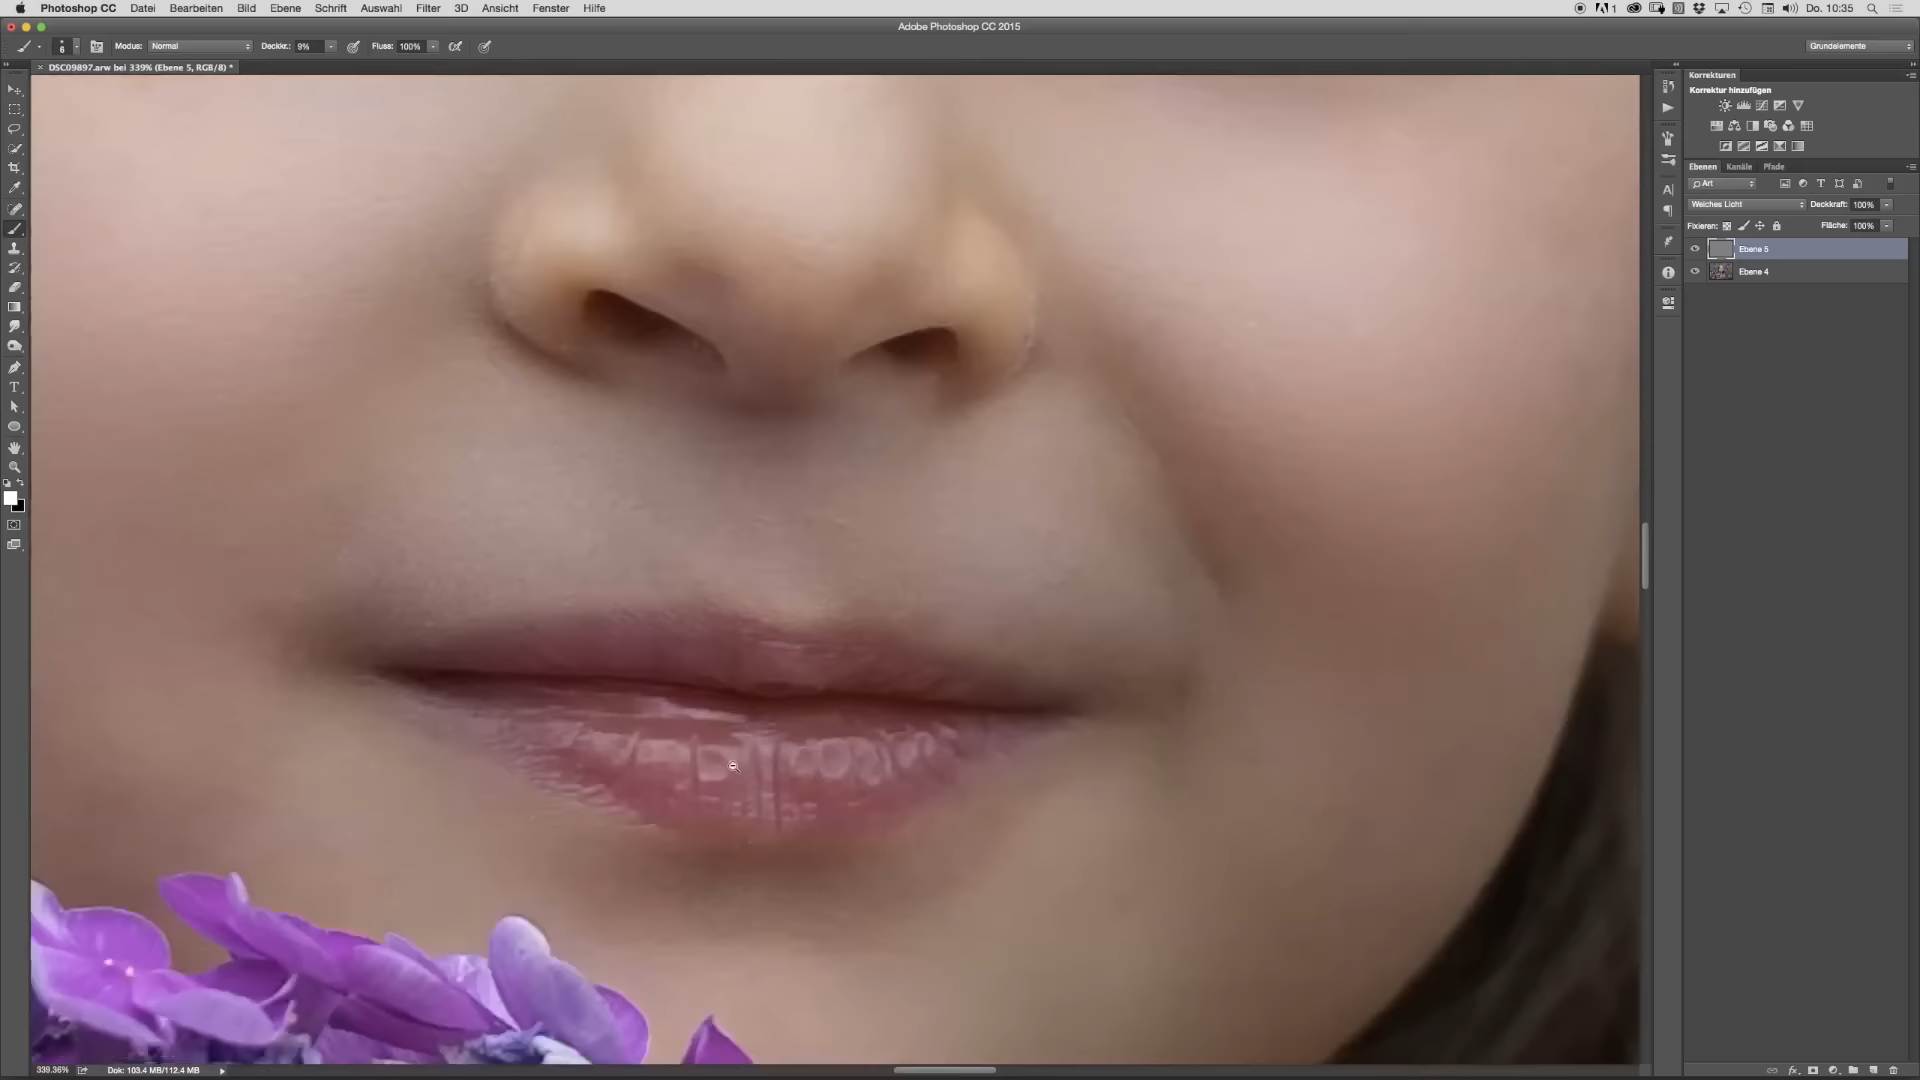 Photoshop CC Datei Bearbeiten Bild Ebene Schrift Auswahl Filter 3D Ansicht Fenster Hilfe 1 Do. 10:35
Adobe Photoshop CC 2015
6 Modus: Normal Deckkr.: 9% Fluss: 100% Grundelemente
× DSC09897.arw bei 339% (Ebene 5, RGB/8) *
Korrekturen
Korrektur hinzufügen
Ebenen Kanäle Pfade
Art
Weiches Licht Deckkraft: 100%
Fixieren: Fläche: 100%
Ebene 5
Ebene 4
339.36% Dok: 103.4 MB/112.4 MB